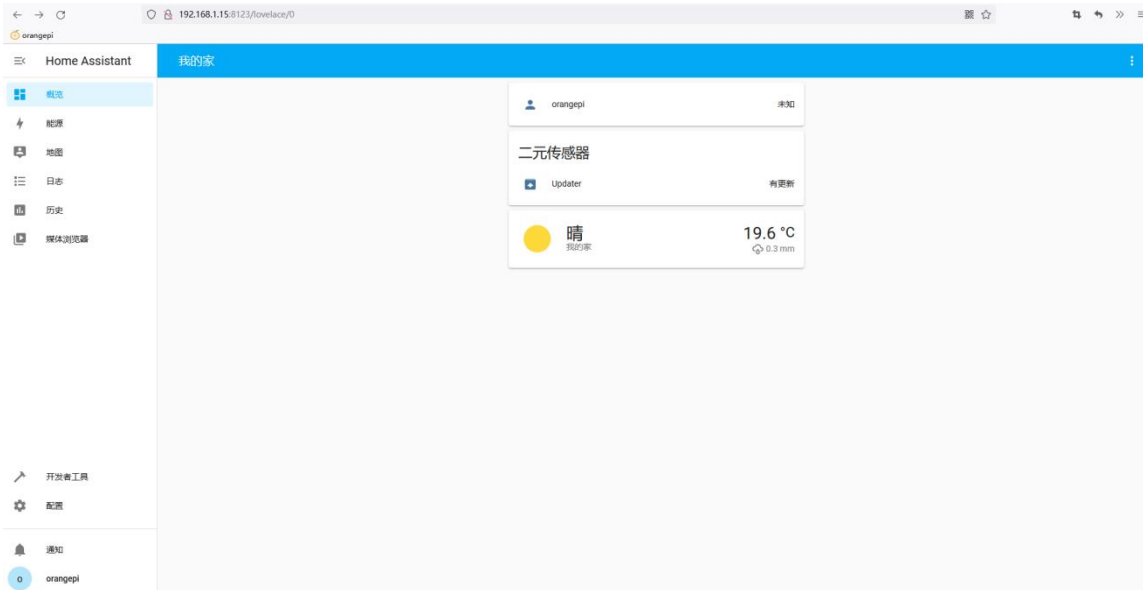 192.168.1.15:8123/lovelace/0
orangepi
Home Assistant
我的家
概览
能源
地图
日志
历史
媒体浏览器
开发者工具
配置
通知
o orangepi
orangepi 未知
二元传感器
Updater 有更新
晴 19.6 °C
我的家 0.3 mm